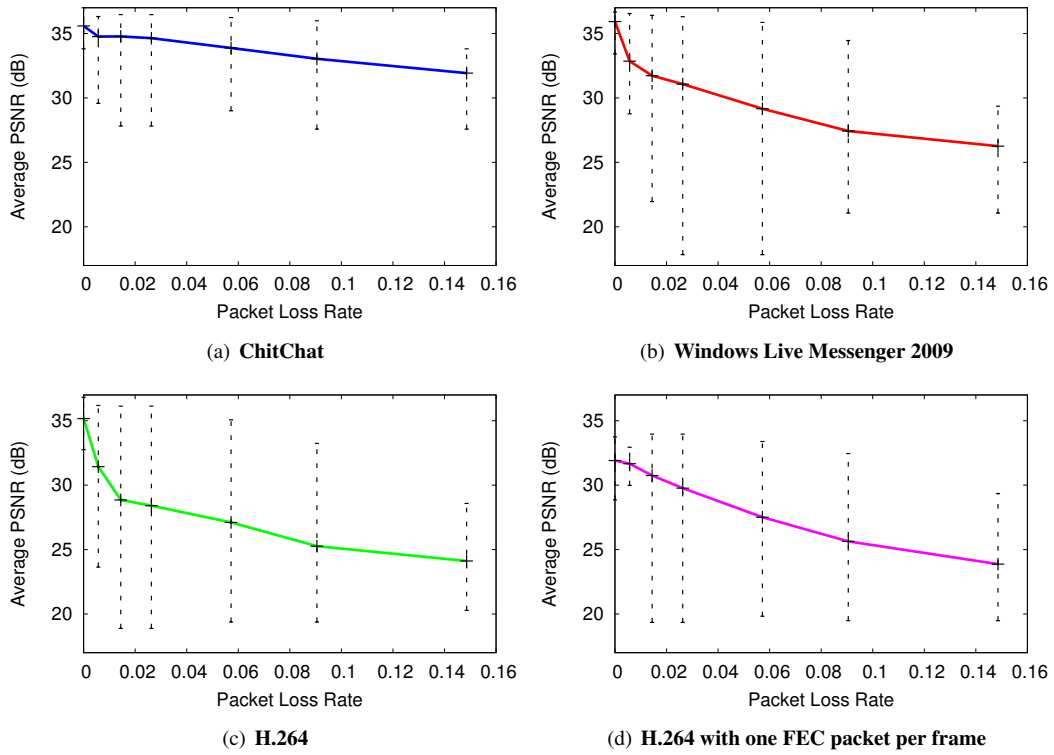 35
30
25
20
Average PSNR (dB)
0 0.02 0.04 0.06 0.08 0.1 0.12 0.14 0.16
Packet Loss Rate
(a) ChitChat
35
30
25
20
Average PSNR (dB)
0 0.02 0.04 0.06 0.08 0.1 0.12 0.14 0.16
Packet Loss Rate
(b) Windows Live Messenger 2009
35
30
25
20
Average PSNR (dB)
0 0.02 0.04 0.06 0.08 0.1 0.12 0.14 0.16
Packet Loss Rate
(c) H.264
35
30
25
20
Average PSNR (dB)
0 0.02 0.04 0.06 0.08 0.1 0.12 0.14 0.16
Packet Loss Rate
(d) H.264 with one FEC packet per frame